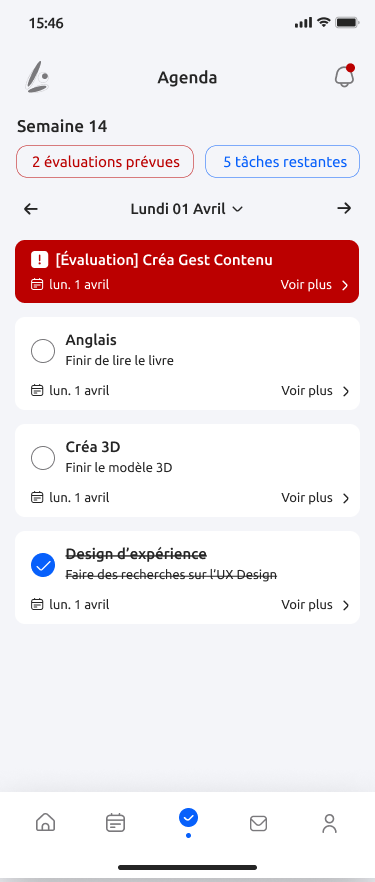 15:46
Agenda
Semaine 14
2 évaluations prévues
5 tâches restantes
Lundi 01 Avril
[Évaluation] Créa Gest Contenu
lun. 1 avril Voir plus
Anglais
Finir de lire le livre
lun. 1 avril Voir plus
Créa 3D
Finir le modèle 3D
lun. 1 avril Voir plus
Design d'expérience
Faire des recherches sur l'UX Design
lun. 1 avril Voir plus